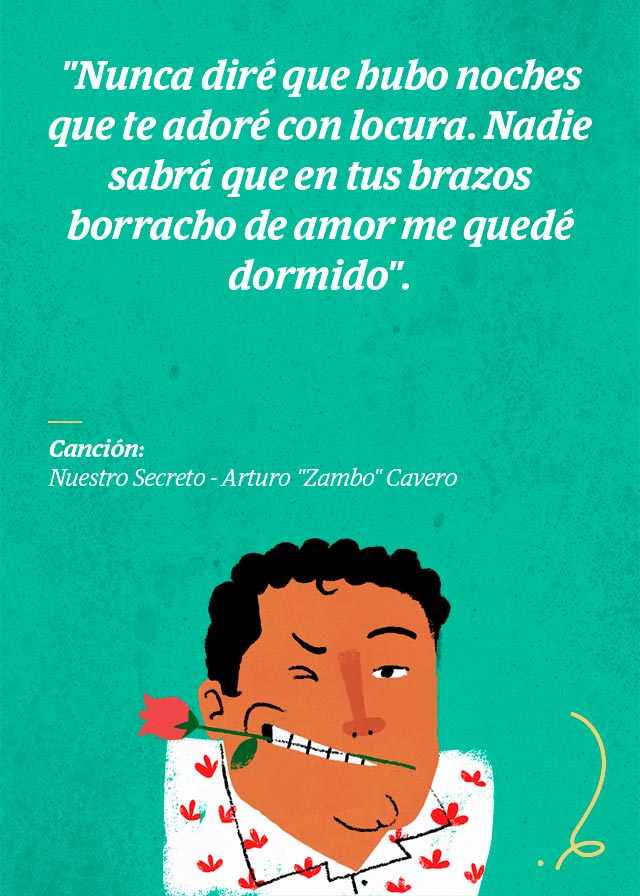 "Nunca diré que hubo noches
que te adoré con locura. Nadie
sabrá que en tus brazos
borracho de amor me quedé
dormido".
Canción:
Nuestro Secreto - Arturo "Zambo" Cavero